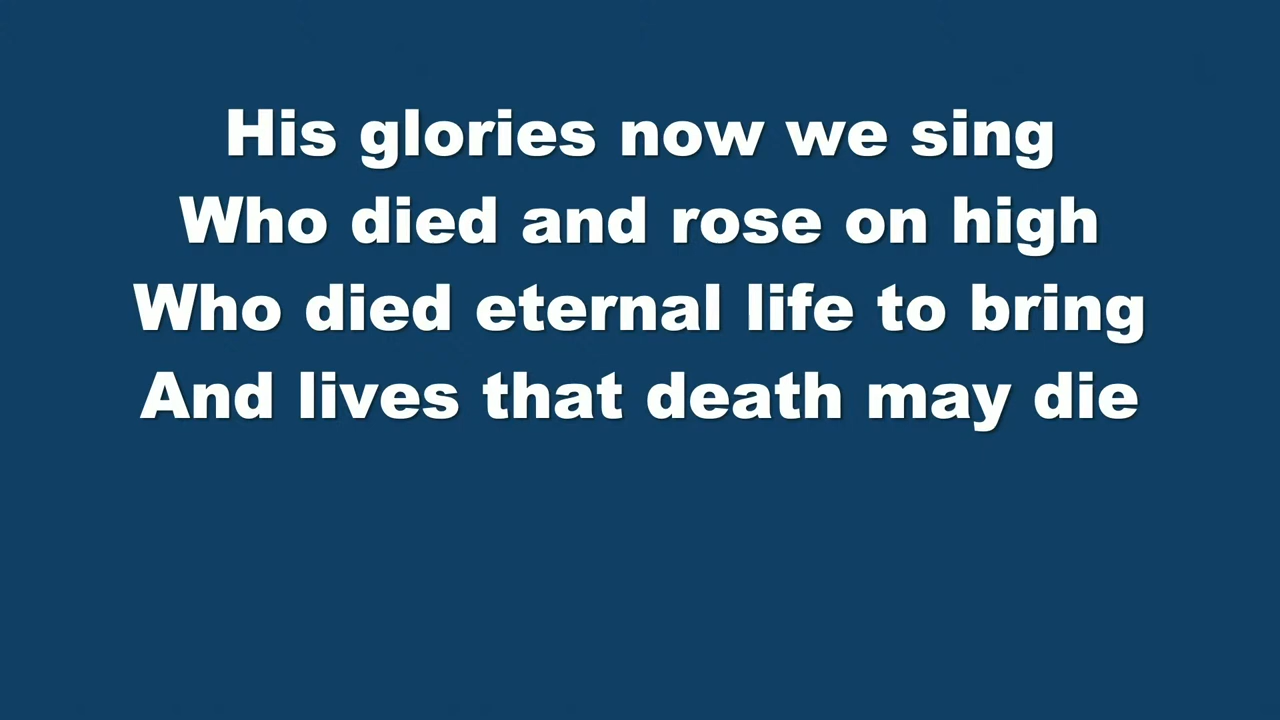 His glories now we sing
Who died and rose on high
Who died eternal life to bring
And lives that death may die